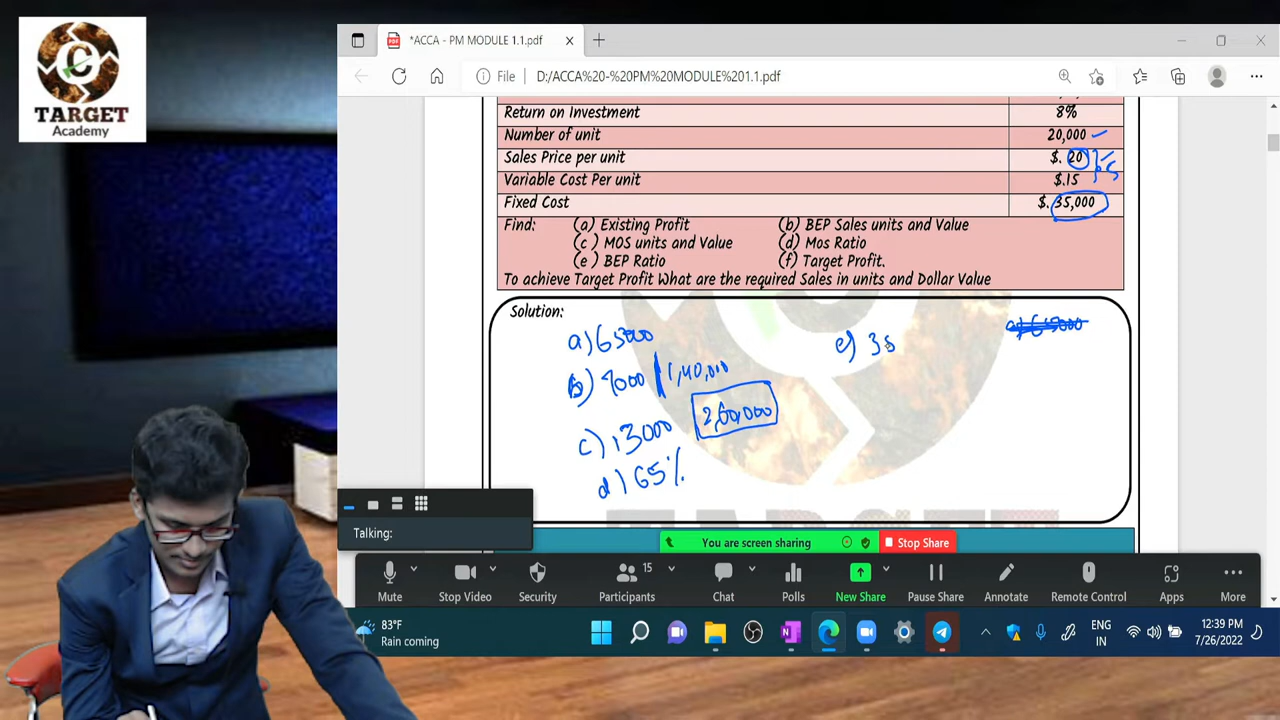 TARGET
Academy
*ACCA - PM MODULE 1.1.pdf
File D:/ACCA%20-%20PM%20MODULE%201.1.pdf
Return on Investment 8%
Number of unit 20,000
Sales Price per unit $. 20
Variable Cost Per unit $.15
Fixed Cost $. 35,000
Find: (a) Existing Profit (b) BEP Sales units and Value
(c ) MOS units and Value (d) Mos Ratio
(e ) BEP Ratio (f) Target Profit.
To achieve Target Profit What are the required Sales in units and Dollar Value
Solution:
a) 65000
b) 7000 | 1,40,000
c) 13000 2,60,000
d) 65%
e) 35
Talking:
You are screen sharing Stop Share
15
Mute Stop Video Security Participants Chat Polls New Share Pause Share Annotate Remote Control Apps More
83°F
Rain coming
ENG
IN
12:39 PM
7/26/2022